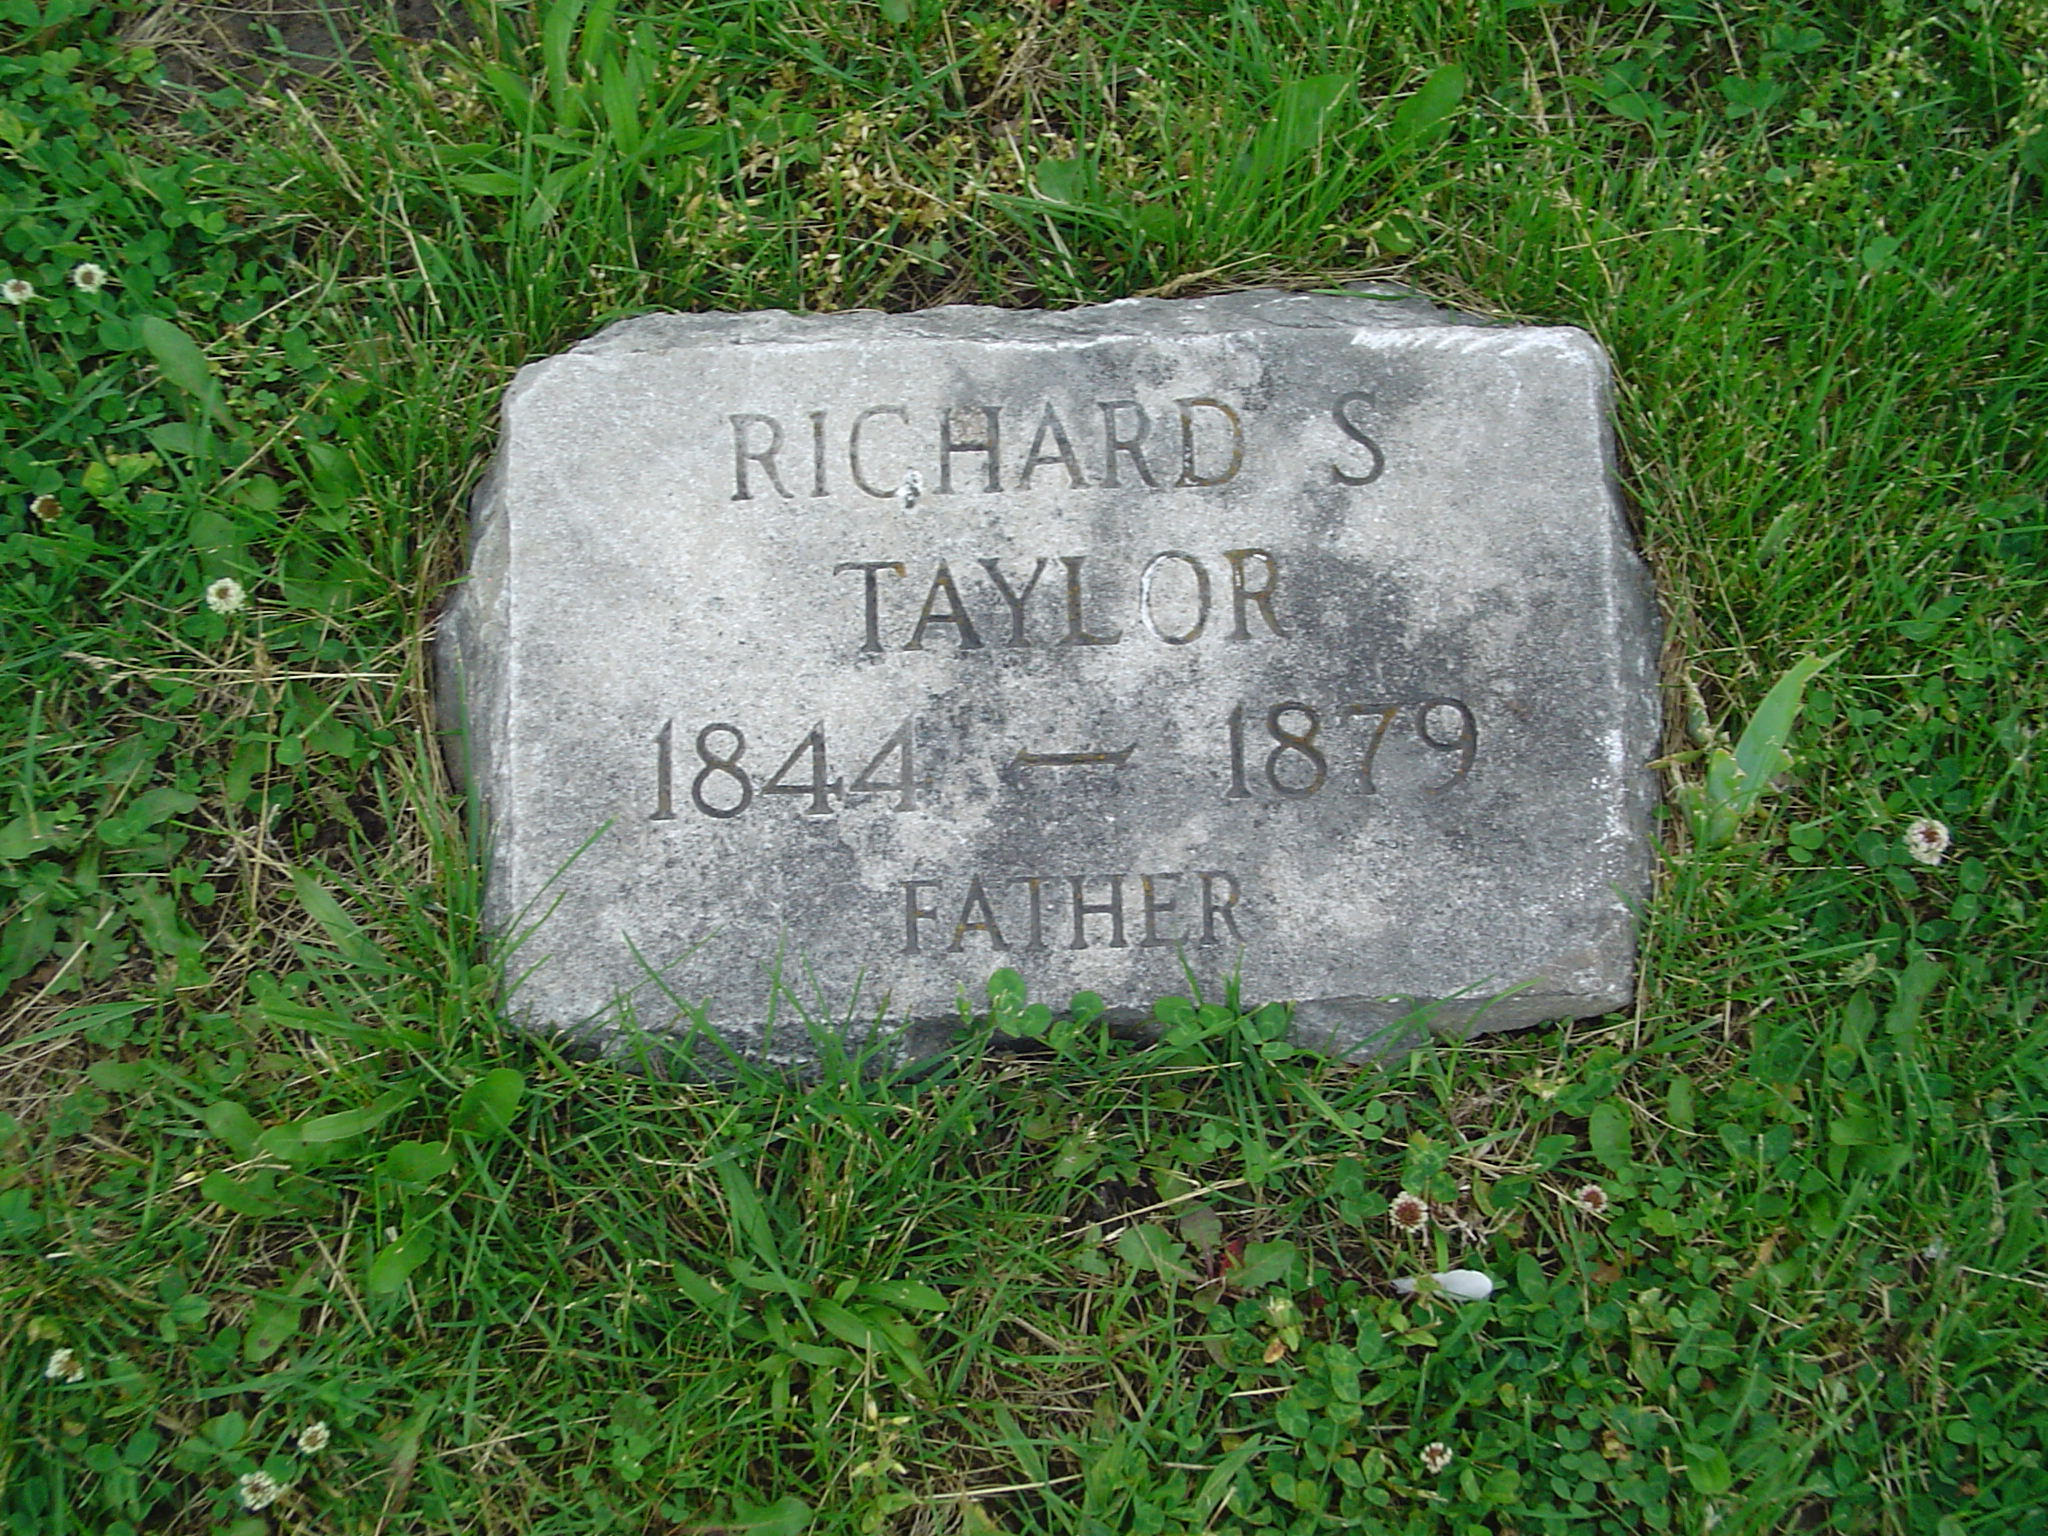 RICHARD S
TAYLOR
1844 — 1879
FATHER